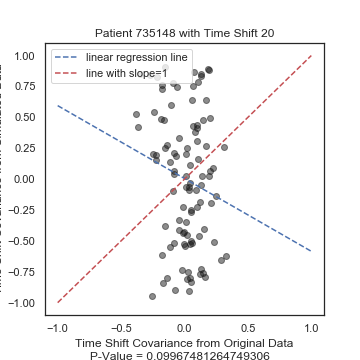 Patient 735148 with Time Shift 20
linear regression line
line with slope=1
1.00
0.75
0.50
0.25
0.00
−0.25
−0.50
−0.75
−1.00
−1.0
−0.5
0.0
0.5
1.0
Time Shift Covariance from Original Data
P-Value = 0.09967481264749306